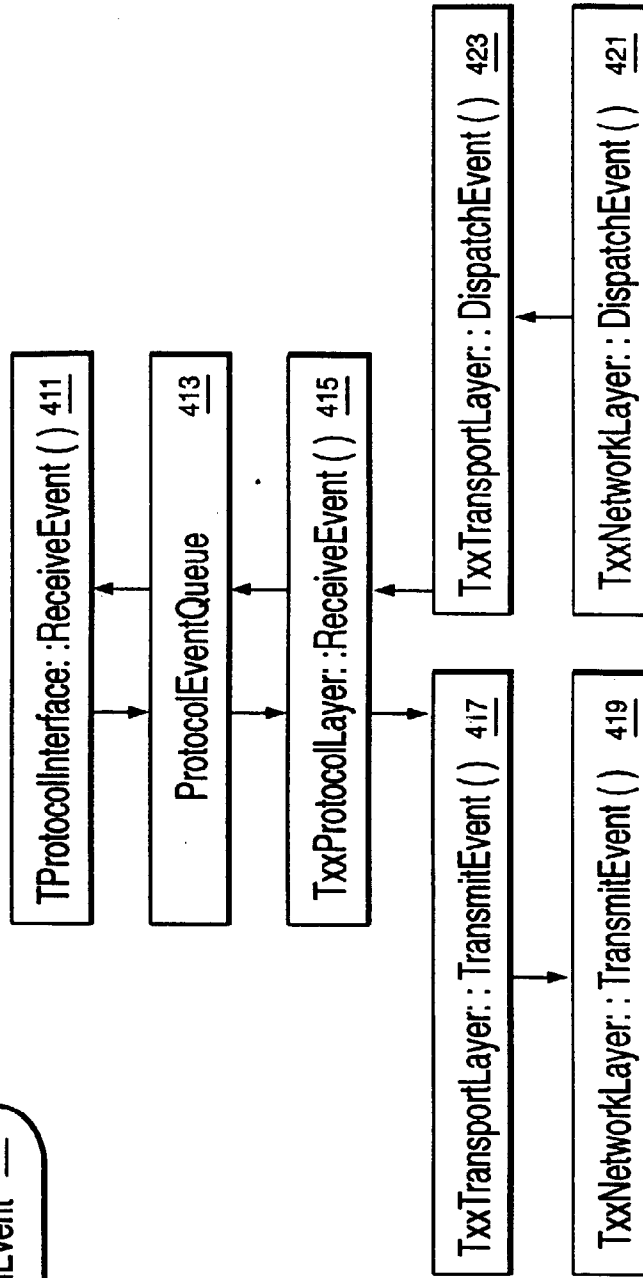 TProtocolInterface: :ReceiveEvent ( ) 411
ProtocolEventQueue 413
TxxProtocolLayer: :ReceiveEvent ( ) 415
TxxTransportLayer: : TransmitEvent ( ) 417
TxxTransportLayer: : DispatchEvent ( ) 423
TxxNetworkLayer: : TransmitEvent ( ) 419
TxxNetworkLayer: : DispatchEvent ( ) 421